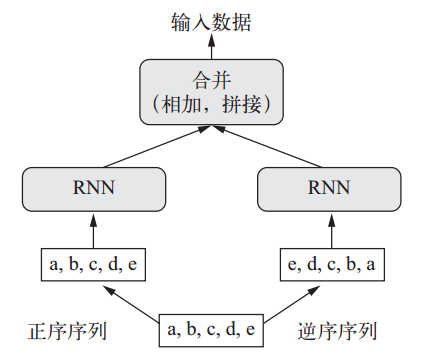 输入数据
合并
（相加，拼接）
RNN
RNN
a, b, c, d, e
e, d, c, b, a
正序序列
a, b, c, d, e
逆序序列